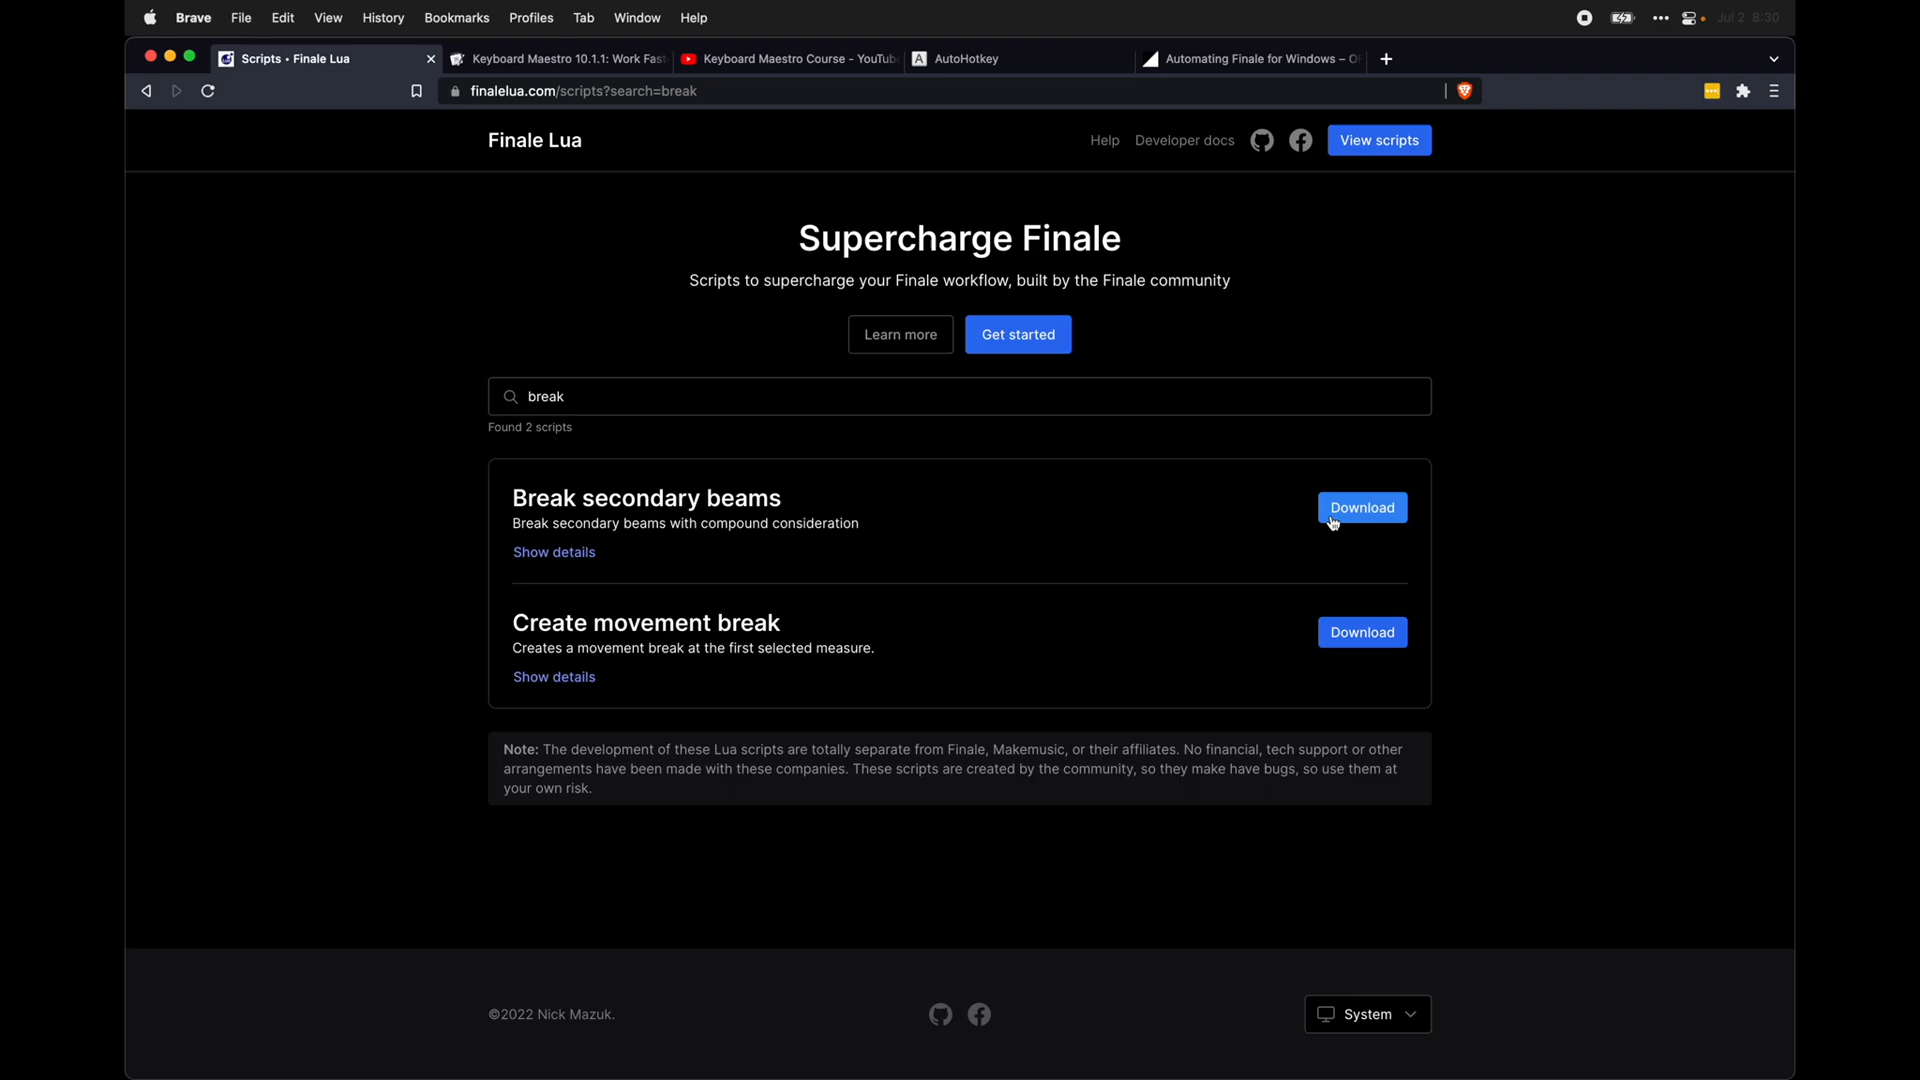 Brave File Edit View History Bookmarks Profiles Tab Window Help Jul 2 8:30
Scripts • Finale Lua
Keyboard Maestro 10.1.1: Work Fast
Keyboard Maestro Course - YouTub
A AutoHotkey
Automating Finale for Windows –
finalelua.com/scripts?search=break
Finale Lua
Help Developer docs View scripts
Supercharge Finale
Scripts to supercharge your Finale workflow, built by the Finale community
Learn more Get started
break
Found 2 scripts
Break secondary beams
Break secondary beams with compound consideration
Download
Show details
Create movement break
Creates a movement break at the first selected measure.
Download
Show details
Note: The development of these Lua scripts are totally separate from Finale, Makemusic, or their affiliates. No financial, tech support or other
arrangements have been made with these companies. These scripts are created by the community, so they make have bugs, so use them at
your own risk.
©2022 Nick Mazuk.
System